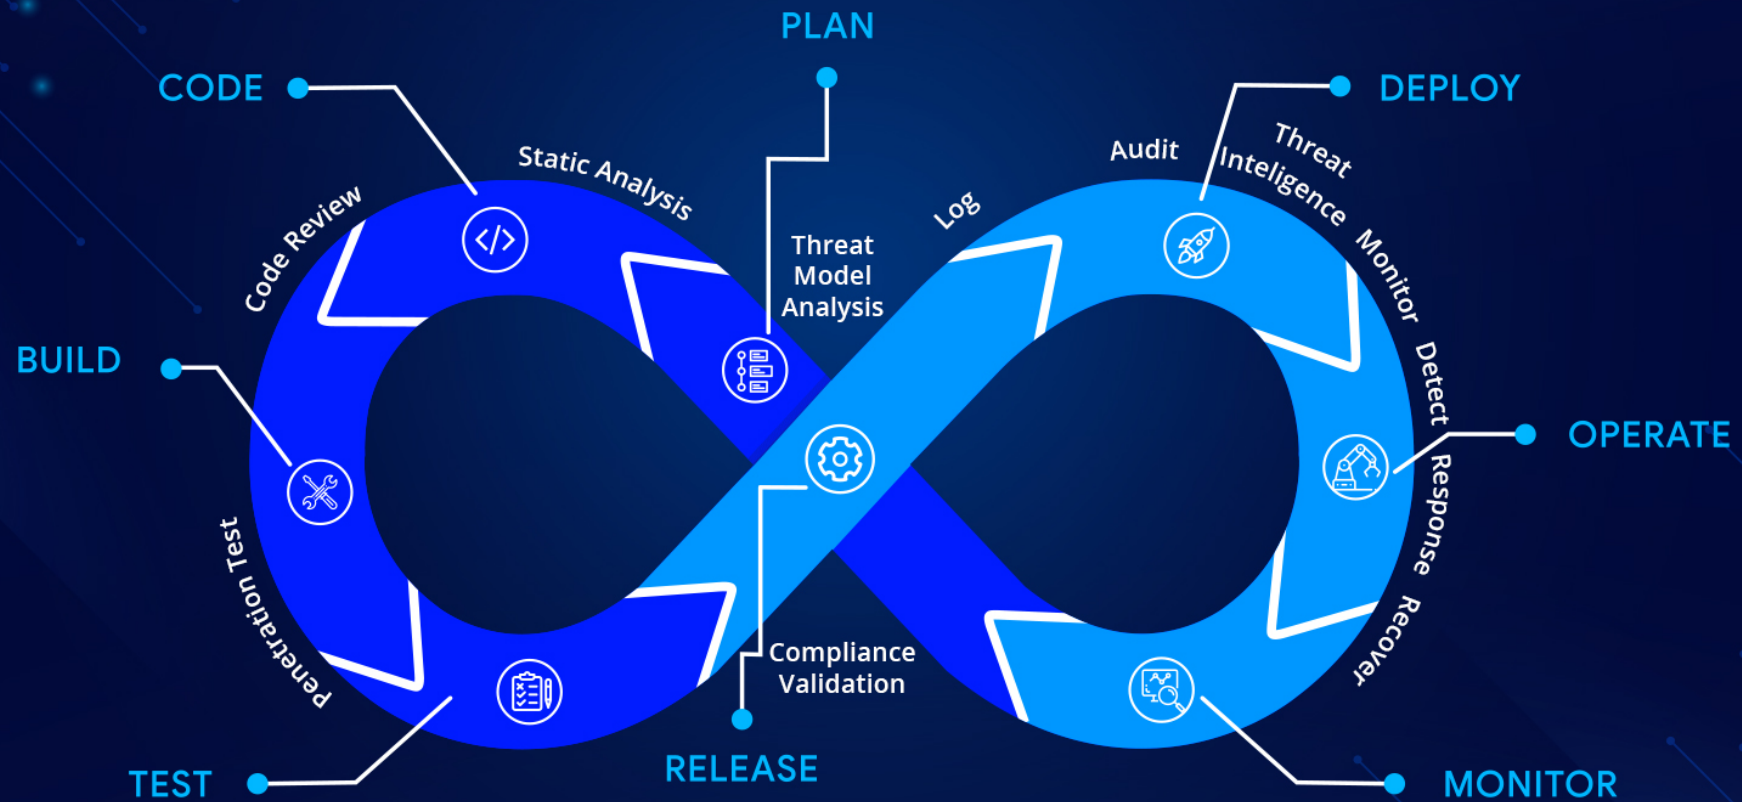 PLAN
CODE
DEPLOY
Static Analysis
Audit
Threat
Inteligence
Code Review
Log
Threat
Model
Analysis
Monitor
BUILD
Detect
OPERATE
Response
Penetration Test
Recover
Compliance
Validation
RELEASE
TEST
MONITOR